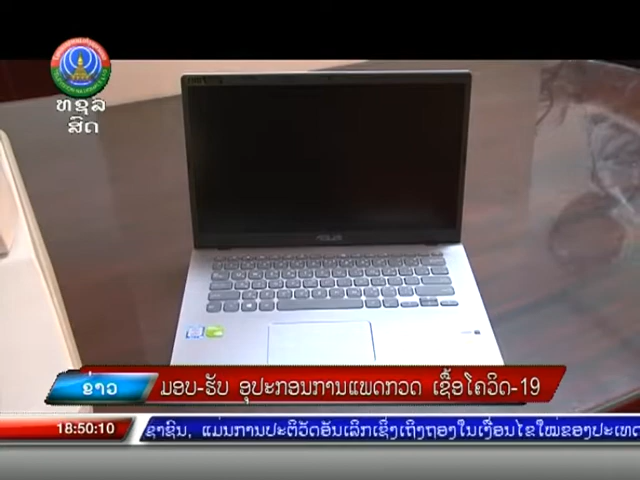 ທຊລ
ສົດ
ASUS
ຂ່າວ
ມອບ-ຮັບ ອຸປະກອນການແພດກວດ ເຊື້ອໂຄວິດ-19
18:50:10
ຊາຊົນ, ແມ່ນການປະຕິວັດອັນເລິກເຊິ່ງເຖິງຖອງໃນເງື່ອນໄຂໃໝ່ຂອງປະເທດ